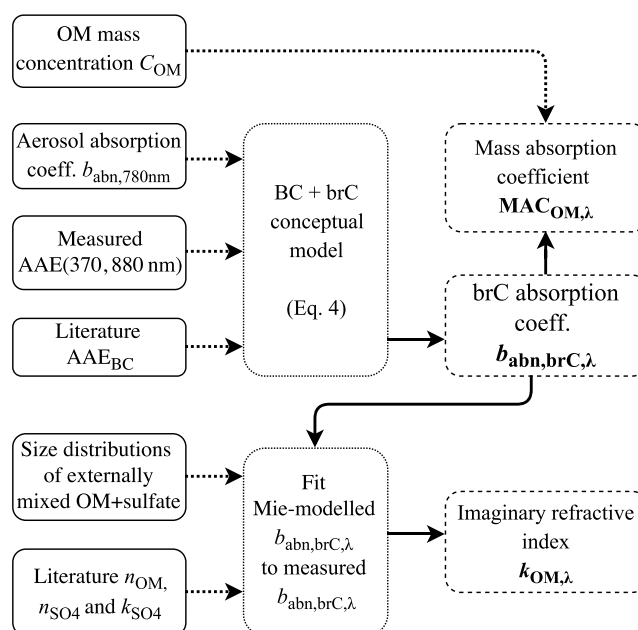 OM mass
concentration C_OM
Aerosol absorption
coeff. b_abn,780nm
Measured
AAE(370, 880 nm)
Literature
AAE_BC
BC + brC
conceptual
model
(Eq. 4)
Mass absorption
coefficient
MAC_OM,λ
brC absorption
coeff.
b_abn,brC,λ
Size distributions
of externally
mixed OM+sulfate
Literature n_OM,
n_SO4 and k_SO4
Fit
Mie-modelled
b_abn,brC,λ
to measured
b_abn,brC,λ
Imaginary refractive
index
k_OM,λ